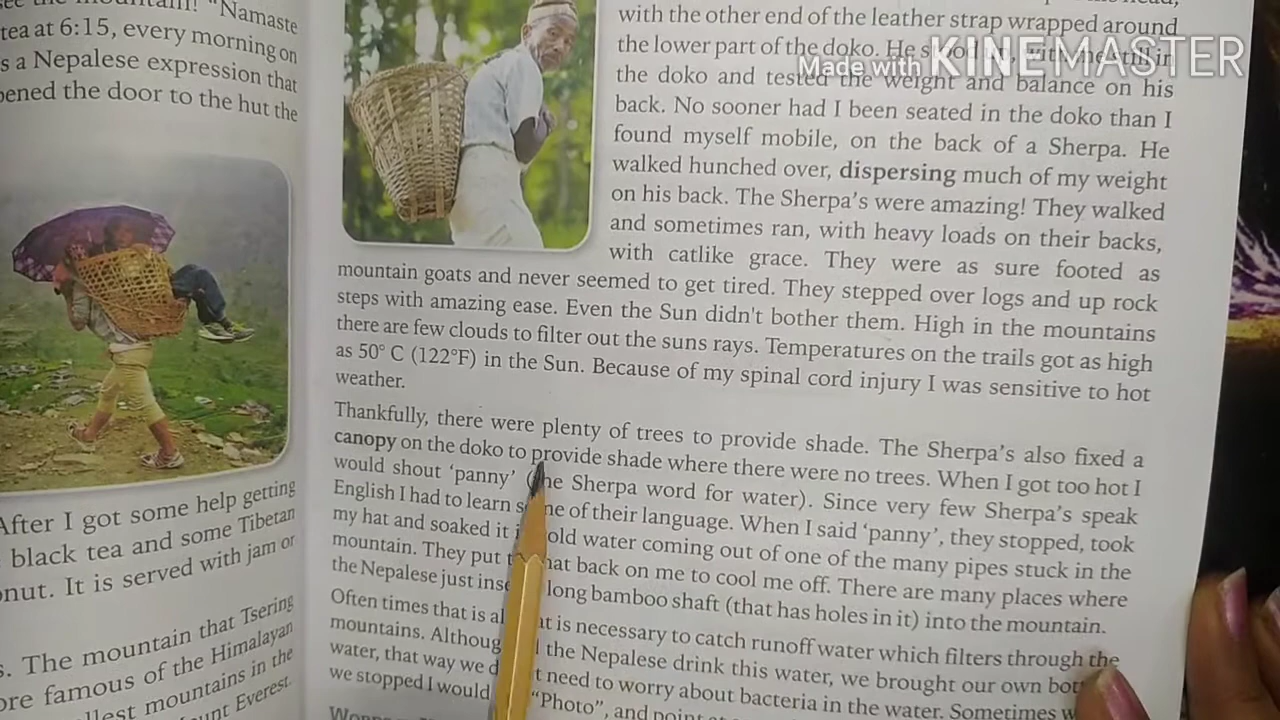 see the mountain! "Namaste
tea at 6:15, every morning on
s a Nepalese expression that
pened the door to the hut the
After I got some help getting
black tea and some Tibetan
onut. It is served with jam or
s. The mountain that Tsering
ore famous of the Himalayan
allest mountains in the
unt Everest.
with the other end of the leather strap wrapped around
the lower part of the doko. He
the doko and tested the weight and balance on his
back. No sooner had I been seated in the doko than I
found myself mobile, on the back of a Sherpa. He
walked hunched over, dispersing much of my weight
on his back. The Sherpa's were amazing! They walked
and sometimes ran, with heavy loads on their backs,
with catlike grace. They were as sure footed as
mountain goats and never seemed to get tired. They stepped over logs and up rock
steps with amazing ease. Even the Sun didn't bother them. High in the mountains
there are few clouds to filter out the suns rays. Temperatures on the trails got as high
as 50° C (122°F) in the Sun. Because of my spinal cord injury I was sensitive to hot
weather.
Thankfully, there were plenty of trees to provide shade. The Sherpa's also fixed a
canopy on the doko to provide shade where there were no trees. When I got too hot I
would shout 'panny' (the Sherpa word for water). Since very few Sherpa's speak
English I had to learn some of their language. When I said 'panny', they stopped, took
my hat and soaked it old water coming out of one of the many pipes stuck in the
mountain. They put hat back on me to cool me off. There are many places where
the Nepalese just inse long bamboo shaft (that has holes in it) into the mountain.
Often times that is al at is necessary to catch runoff water which filters through the
mountains. Althoug the Nepalese drink this water, we brought our own bot
water, that way we d t need to worry about bacteria in the water. Sometimes w
we stopped I would "Photo", and point
Made with KINEMASTER